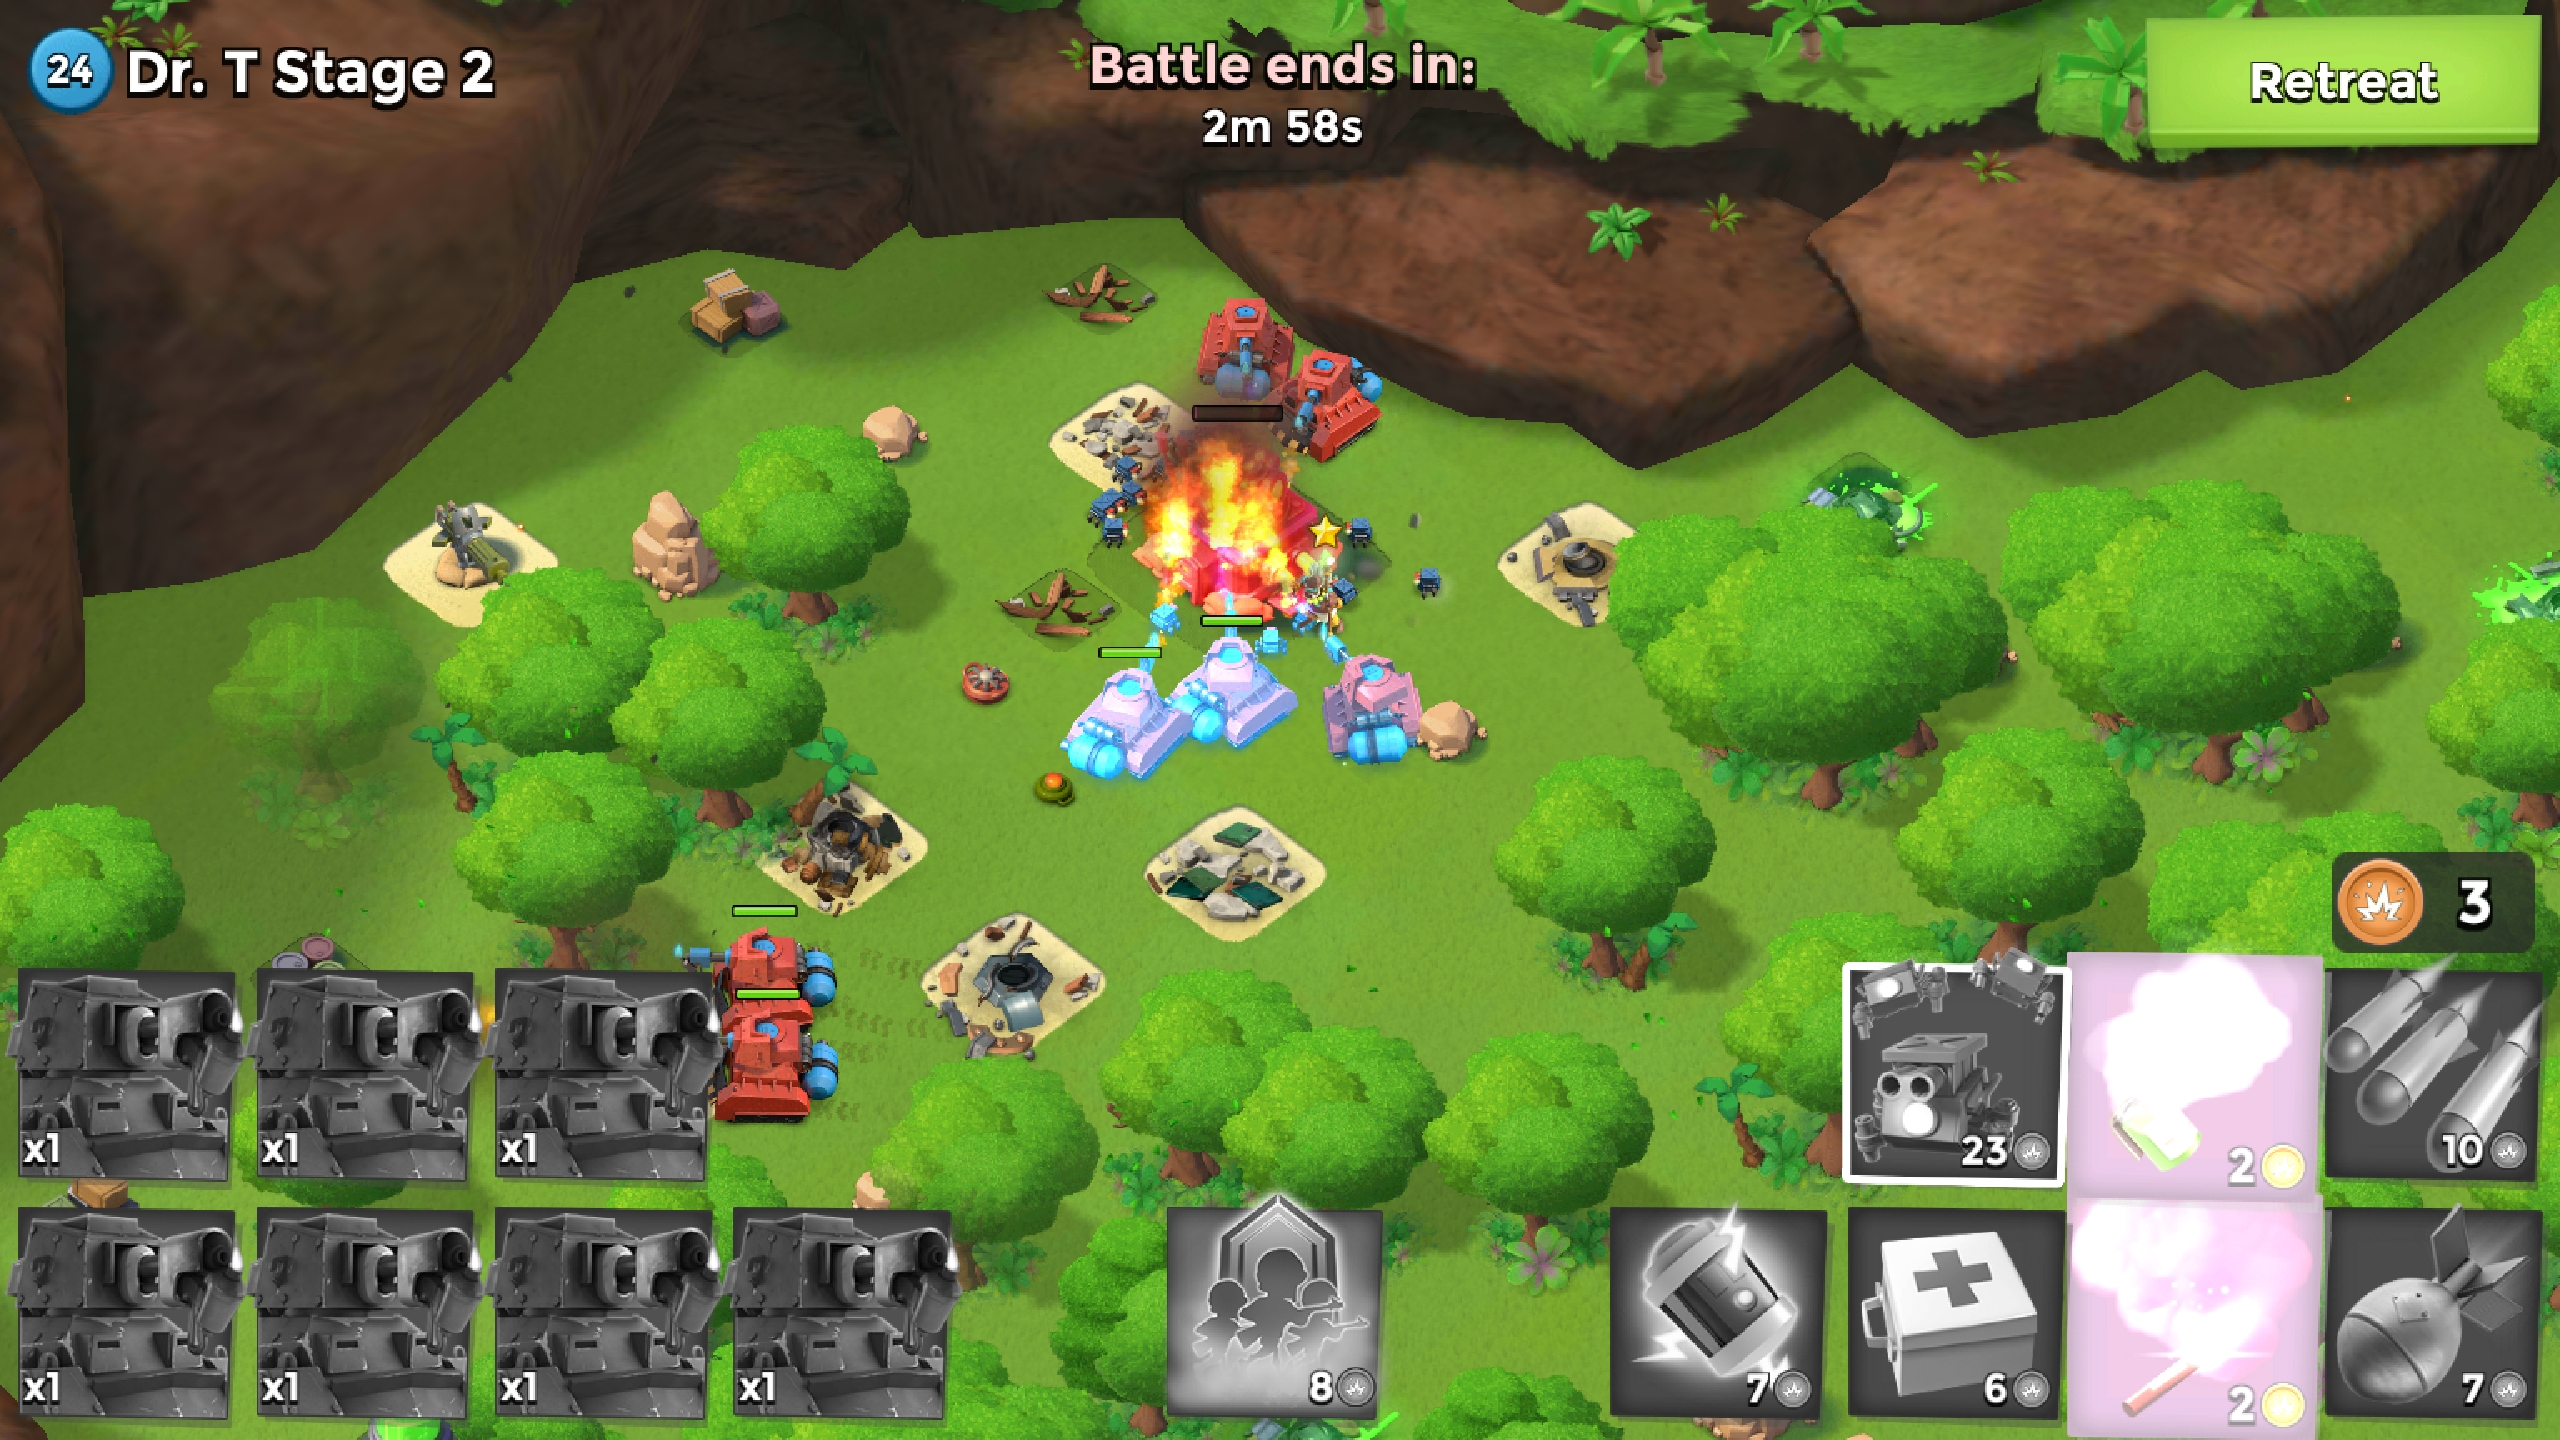 24 Dr. T Stage 2
Battle ends in:
2m 58s
Retreat
3
x1 x1 x1
23 2 10
x1 x1 x1 x1
8 7 6 2 7